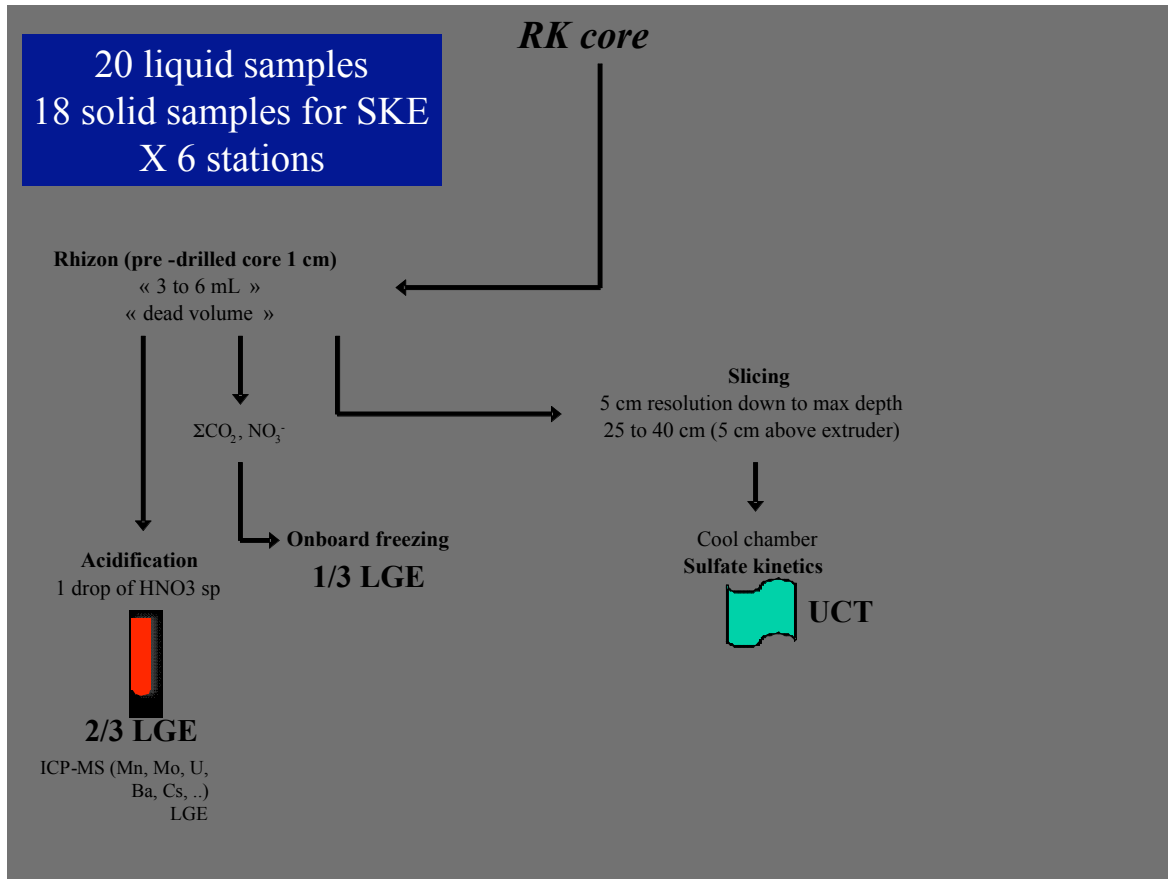 RK core
20 liquid samples
18 solid samples for SKE
X 6 stations
Rhizon (pre -drilled core 1 cm)
« 3 to 6 mL »
« dead volume »
Slicing
5 cm resolution down to max depth
25 to 40 cm (5 cm above extruder)
ΣCO₂, NO₃⁻
Onboard freezing
1/3 LGE
Cool chamber
Sulfate kinetics
UCT
Acidification
1 drop of HNO3 sp
2/3 LGE
ICP-MS (Mn, Mo, U,
Ba, Cs, ..)
LGE